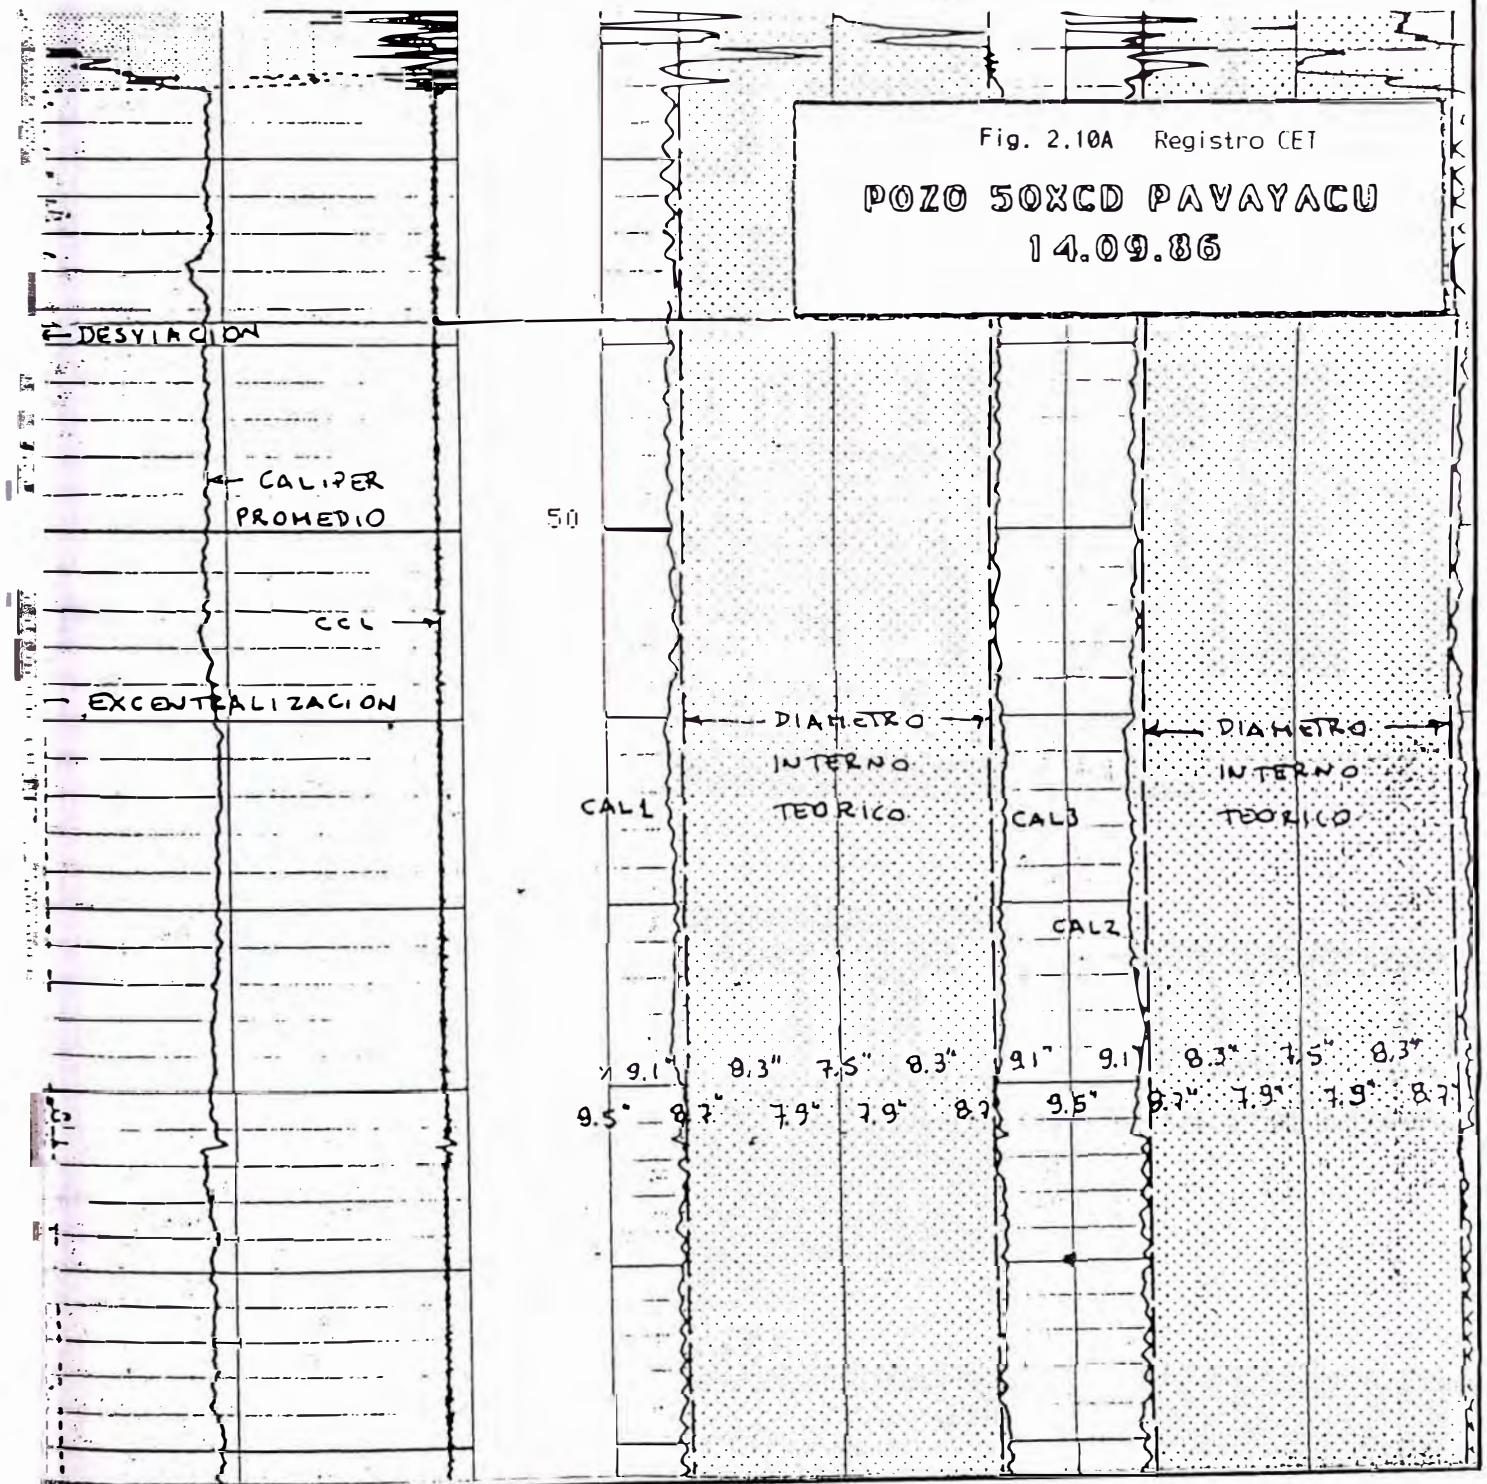 Fig. 2.10A Registro CET
POZO 50XCD PAVAYACU
14.09.86
← DESVIACION
← CALIPER
PROMEDIO
50
CCL →
EXCENTRALIZACION
← DIAMETRO →
INTERNO
TEORICO
← DIAMETRO →
INTERNO
TEORICO
CAL1
CAL3
CAL2
9.1" 8.3" 7.5" 8.3" 9.1" 9.1" 8.3" 7.5" 8.3"
9.5" 8.7" 7.9" 7.9" 8.7 9.5" 8.7" 7.9" 7.9" 8.7